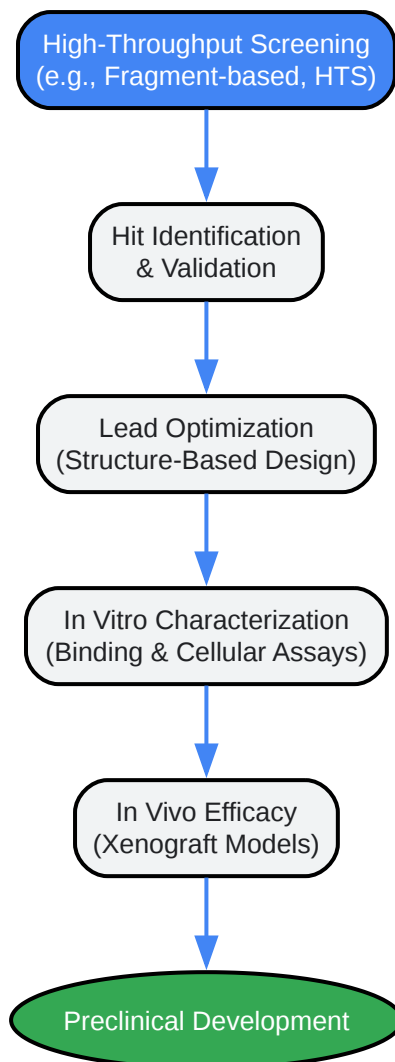 High-Throughput Screening
(e.g., Fragment-based, HTS)
Hit Identification
& Validation
Lead Optimization
(Structure-Based Design)
In Vitro Characterization
(Binding & Cellular Assays)
In Vivo Efficacy
(Xenograft Models)
Preclinical Development